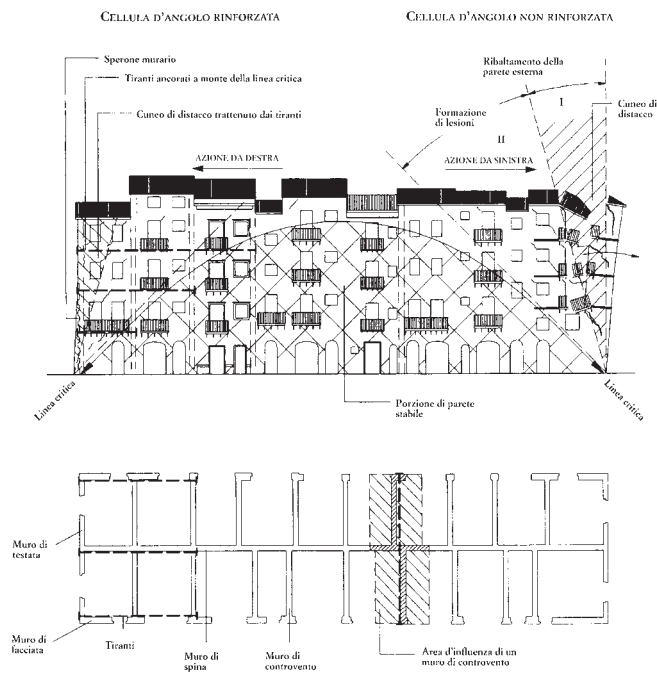 CELLULA D'ANGOLO RINFORZATA
CELLULA D'ANGOLO NON RINFORZATA
Sperone murario
Tiranti ancorati a monte della linea critica
Cuneo di distacco trattenuto dai tiranti
Ribaltamento della
parete esterna
I
Cuneo di
distacco
Formazione
di lesioni
II
AZIONE DA DESTRA
AZIONE DA SINISTRA
Linea critica
Linea critica
Porzione di parete
stabile
Muro di
testata
Muro di
facciata
Tiranti
Muro di
spina
Muro di
controvento
Area d'influenza di un
muro di controvento